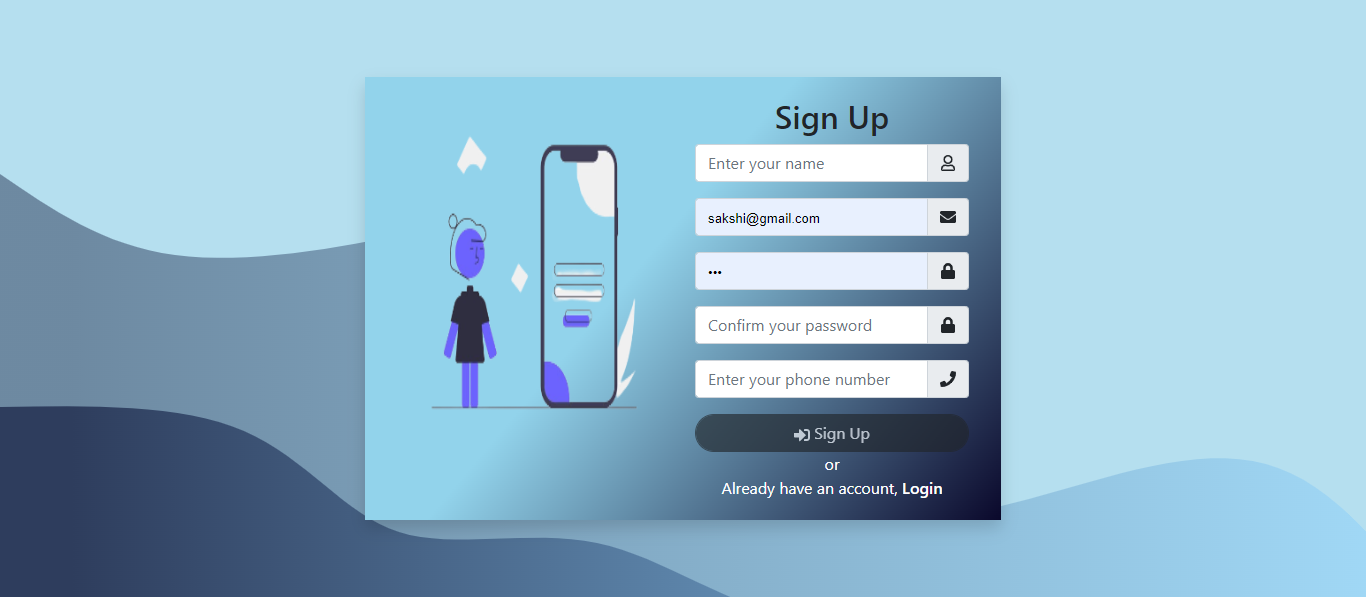 Sign Up
Enter your name
sakshi@gmail.com
•••
Confirm your password
Enter your phone number
Sign Up
or
Already have an account, Login